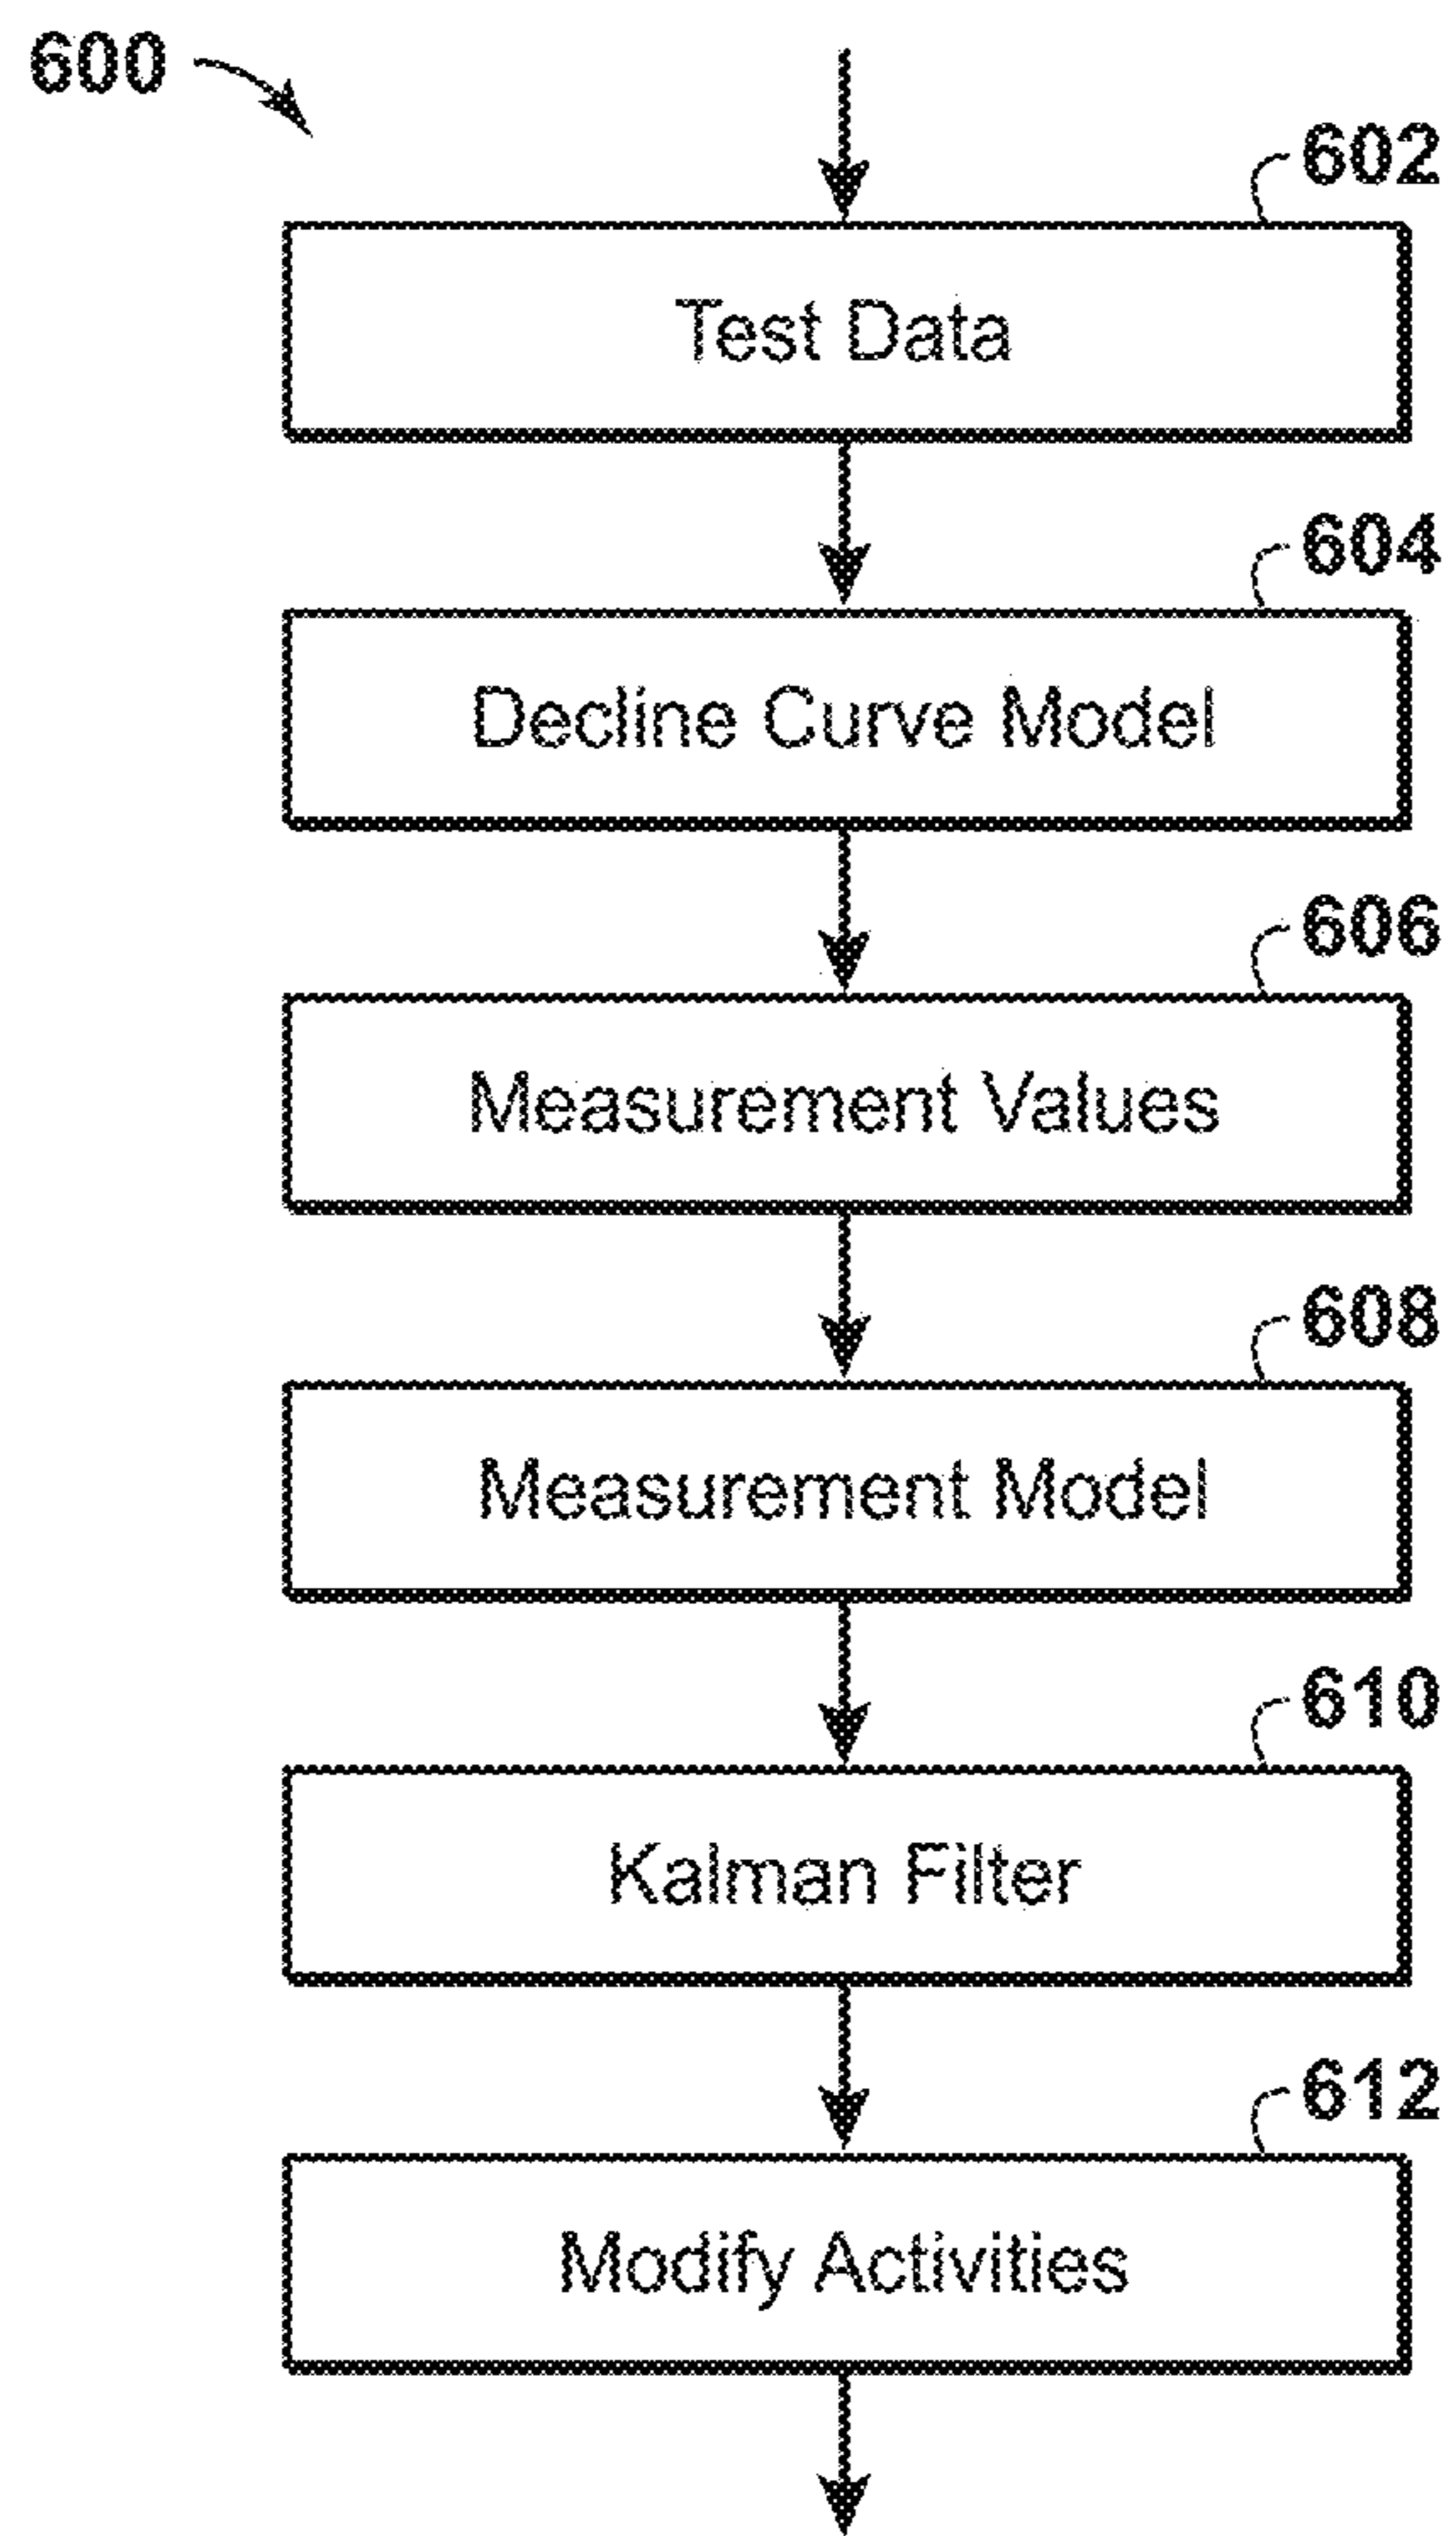 600
602
Test Data
604
Decline Curve Model
606
Measurement Values
608
Measurement Model
610
Kalman Filter
612
Modify Activities